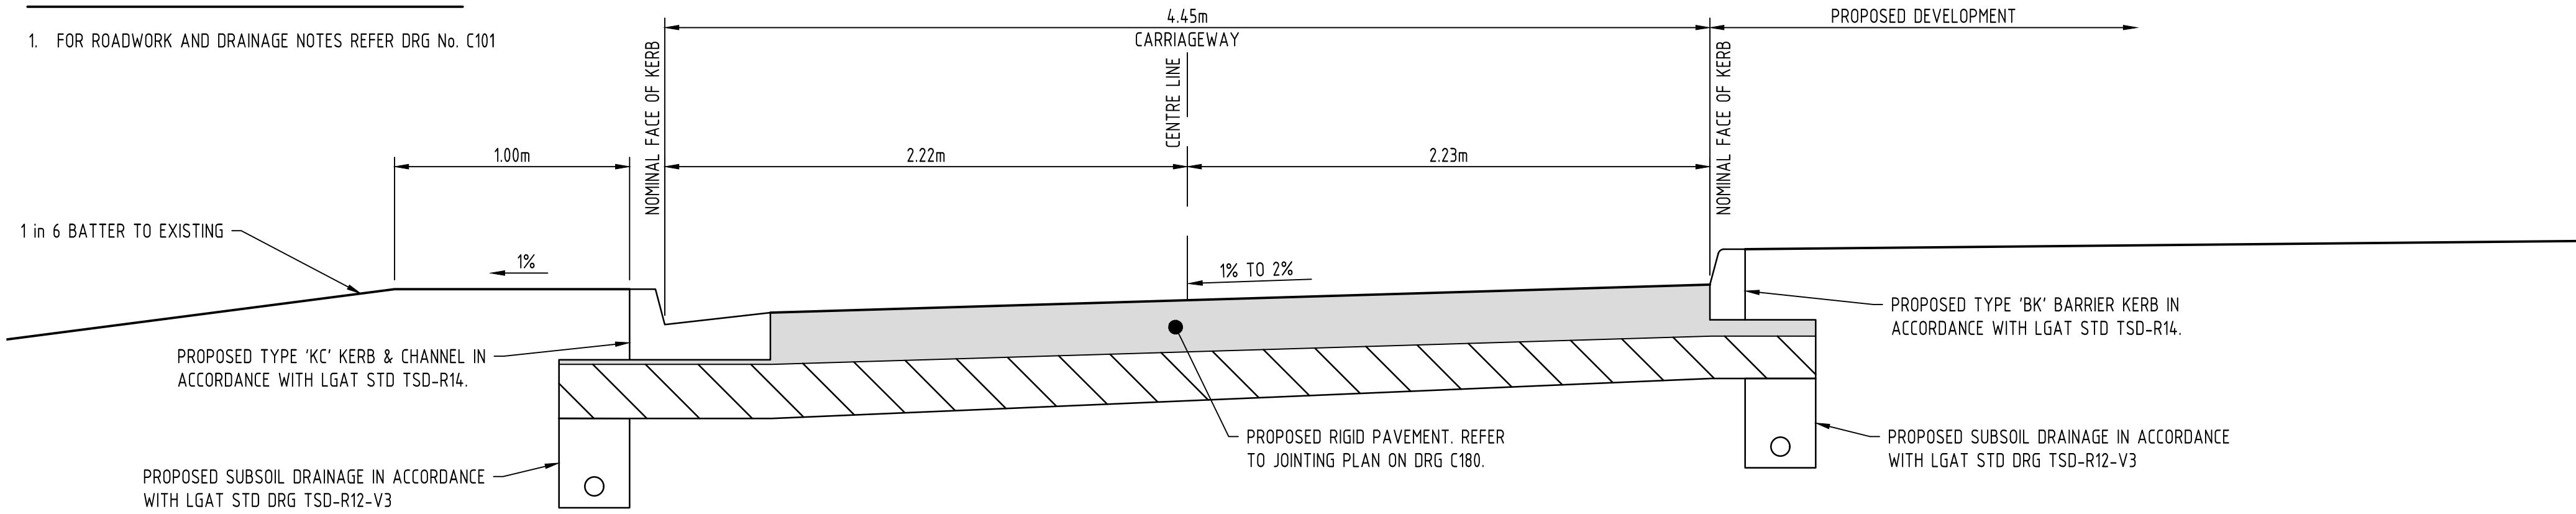 1. FOR ROADWORK AND DRAINAGE NOTES REFER DRG No. C101
4.45m
CARRIAGEWAY
PROPOSED DEVELOPMENT
NOMINAL FACE OF KERB
CENTRE LINE
NOMINAL FACE OF KERB
1.00m
2.22m
2.23m
1 in 6 BATTER TO EXISTING
1%
1% TO 2%
PROPOSED TYPE 'KC' KERB & CHANNEL IN
ACCORDANCE WITH LGAT STD TSD-R14.
PROPOSED TYPE 'BK' BARRIER KERB IN
ACCORDANCE WITH LGAT STD TSD-R14.
PROPOSED SUBSOIL DRAINAGE IN ACCORDANCE
WITH LGAT STD DRG TSD-R12-V3
PROPOSED RIGID PAVEMENT. REFER
TO JOINTING PLAN ON DRG C180.
PROPOSED SUBSOIL DRAINAGE IN ACCORDANCE
WITH LGAT STD DRG TSD-R12-V3